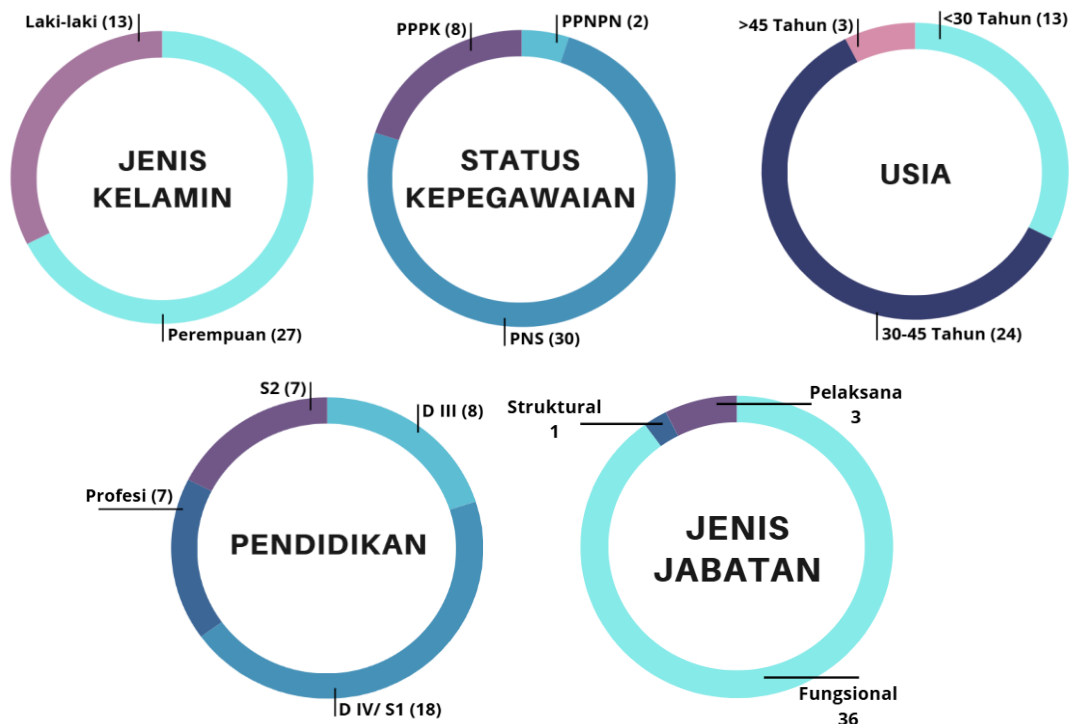 Laki-laki (13)
JENIS
KELAMIN
Perempuan (27)
PPPK (8)
PPNPN (2)
STATUS
KEPEGAWAIAN
PNS (30)
>45 Tahun (3)
<30 Tahun (13)
USIA
30-45 Tahun (24)
S2 (7)
D III (8)
Profesi (7)
PENDIDIKAN
D IV/ S1 (18)
Struktural
1
Pelaksana
3
JENIS
JABATAN
Fungsional
36